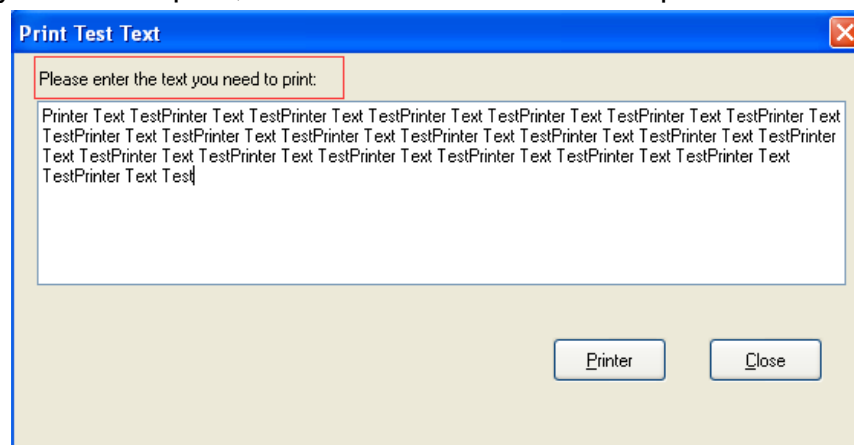 Print Test Text
Please enter the text you need to print:
Printer Text TestPrinter Text TestPrinter Text TestPrinter Text TestPrinter Text TestPrinter Text TestPrinter Text
TestPrinter Text TestPrinter Text TestPrinter Text TestPrinter Text TestPrinter Text TestPrinter Text TestPrinter
Text TestPrinter Text TestPrinter Text TestPrinter Text TestPrinter Text TestPrinter Text TestPrinter Text
TestPrinter Text Test
Printer
Close